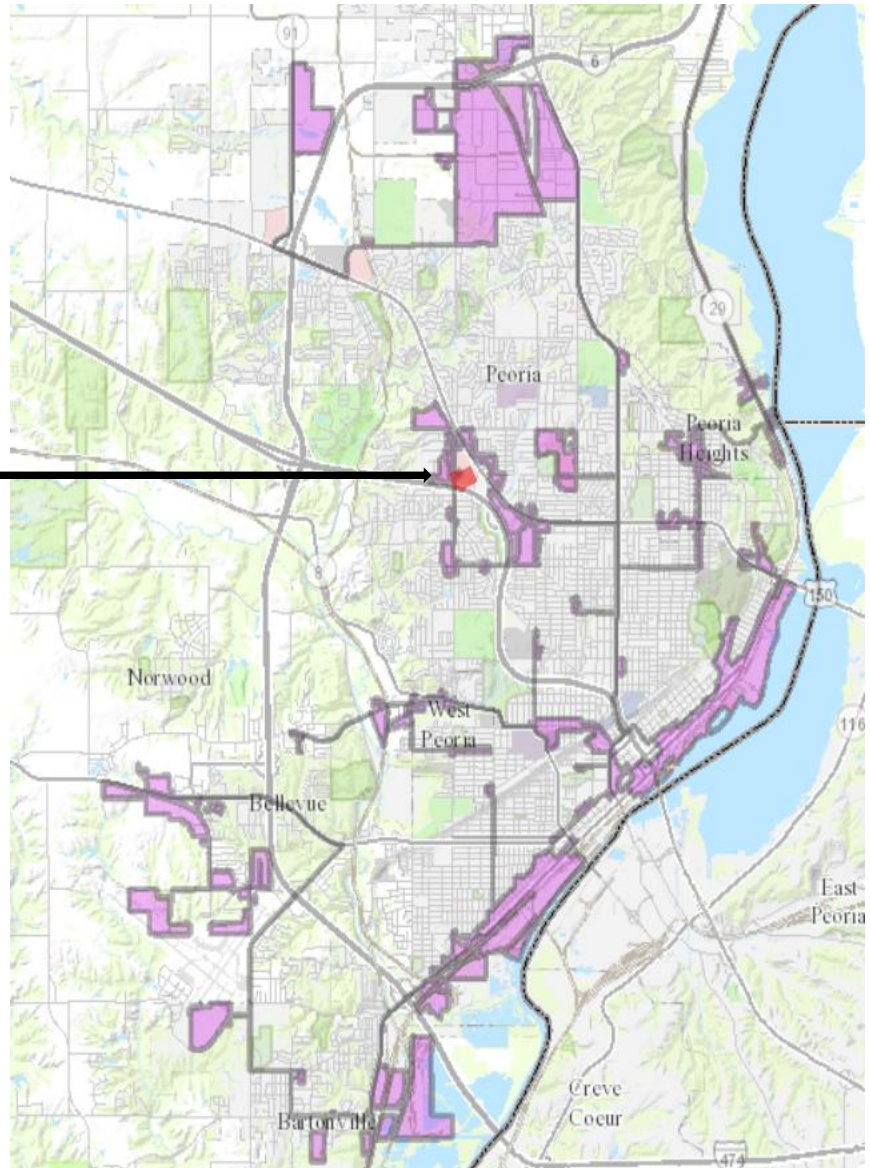 91
6
29
Peoria
Peoria
Heights
8
150
Norwood
West
Peoria
116
Bellevue
East
Peoria
Creve
Coeur
Bartonville
474